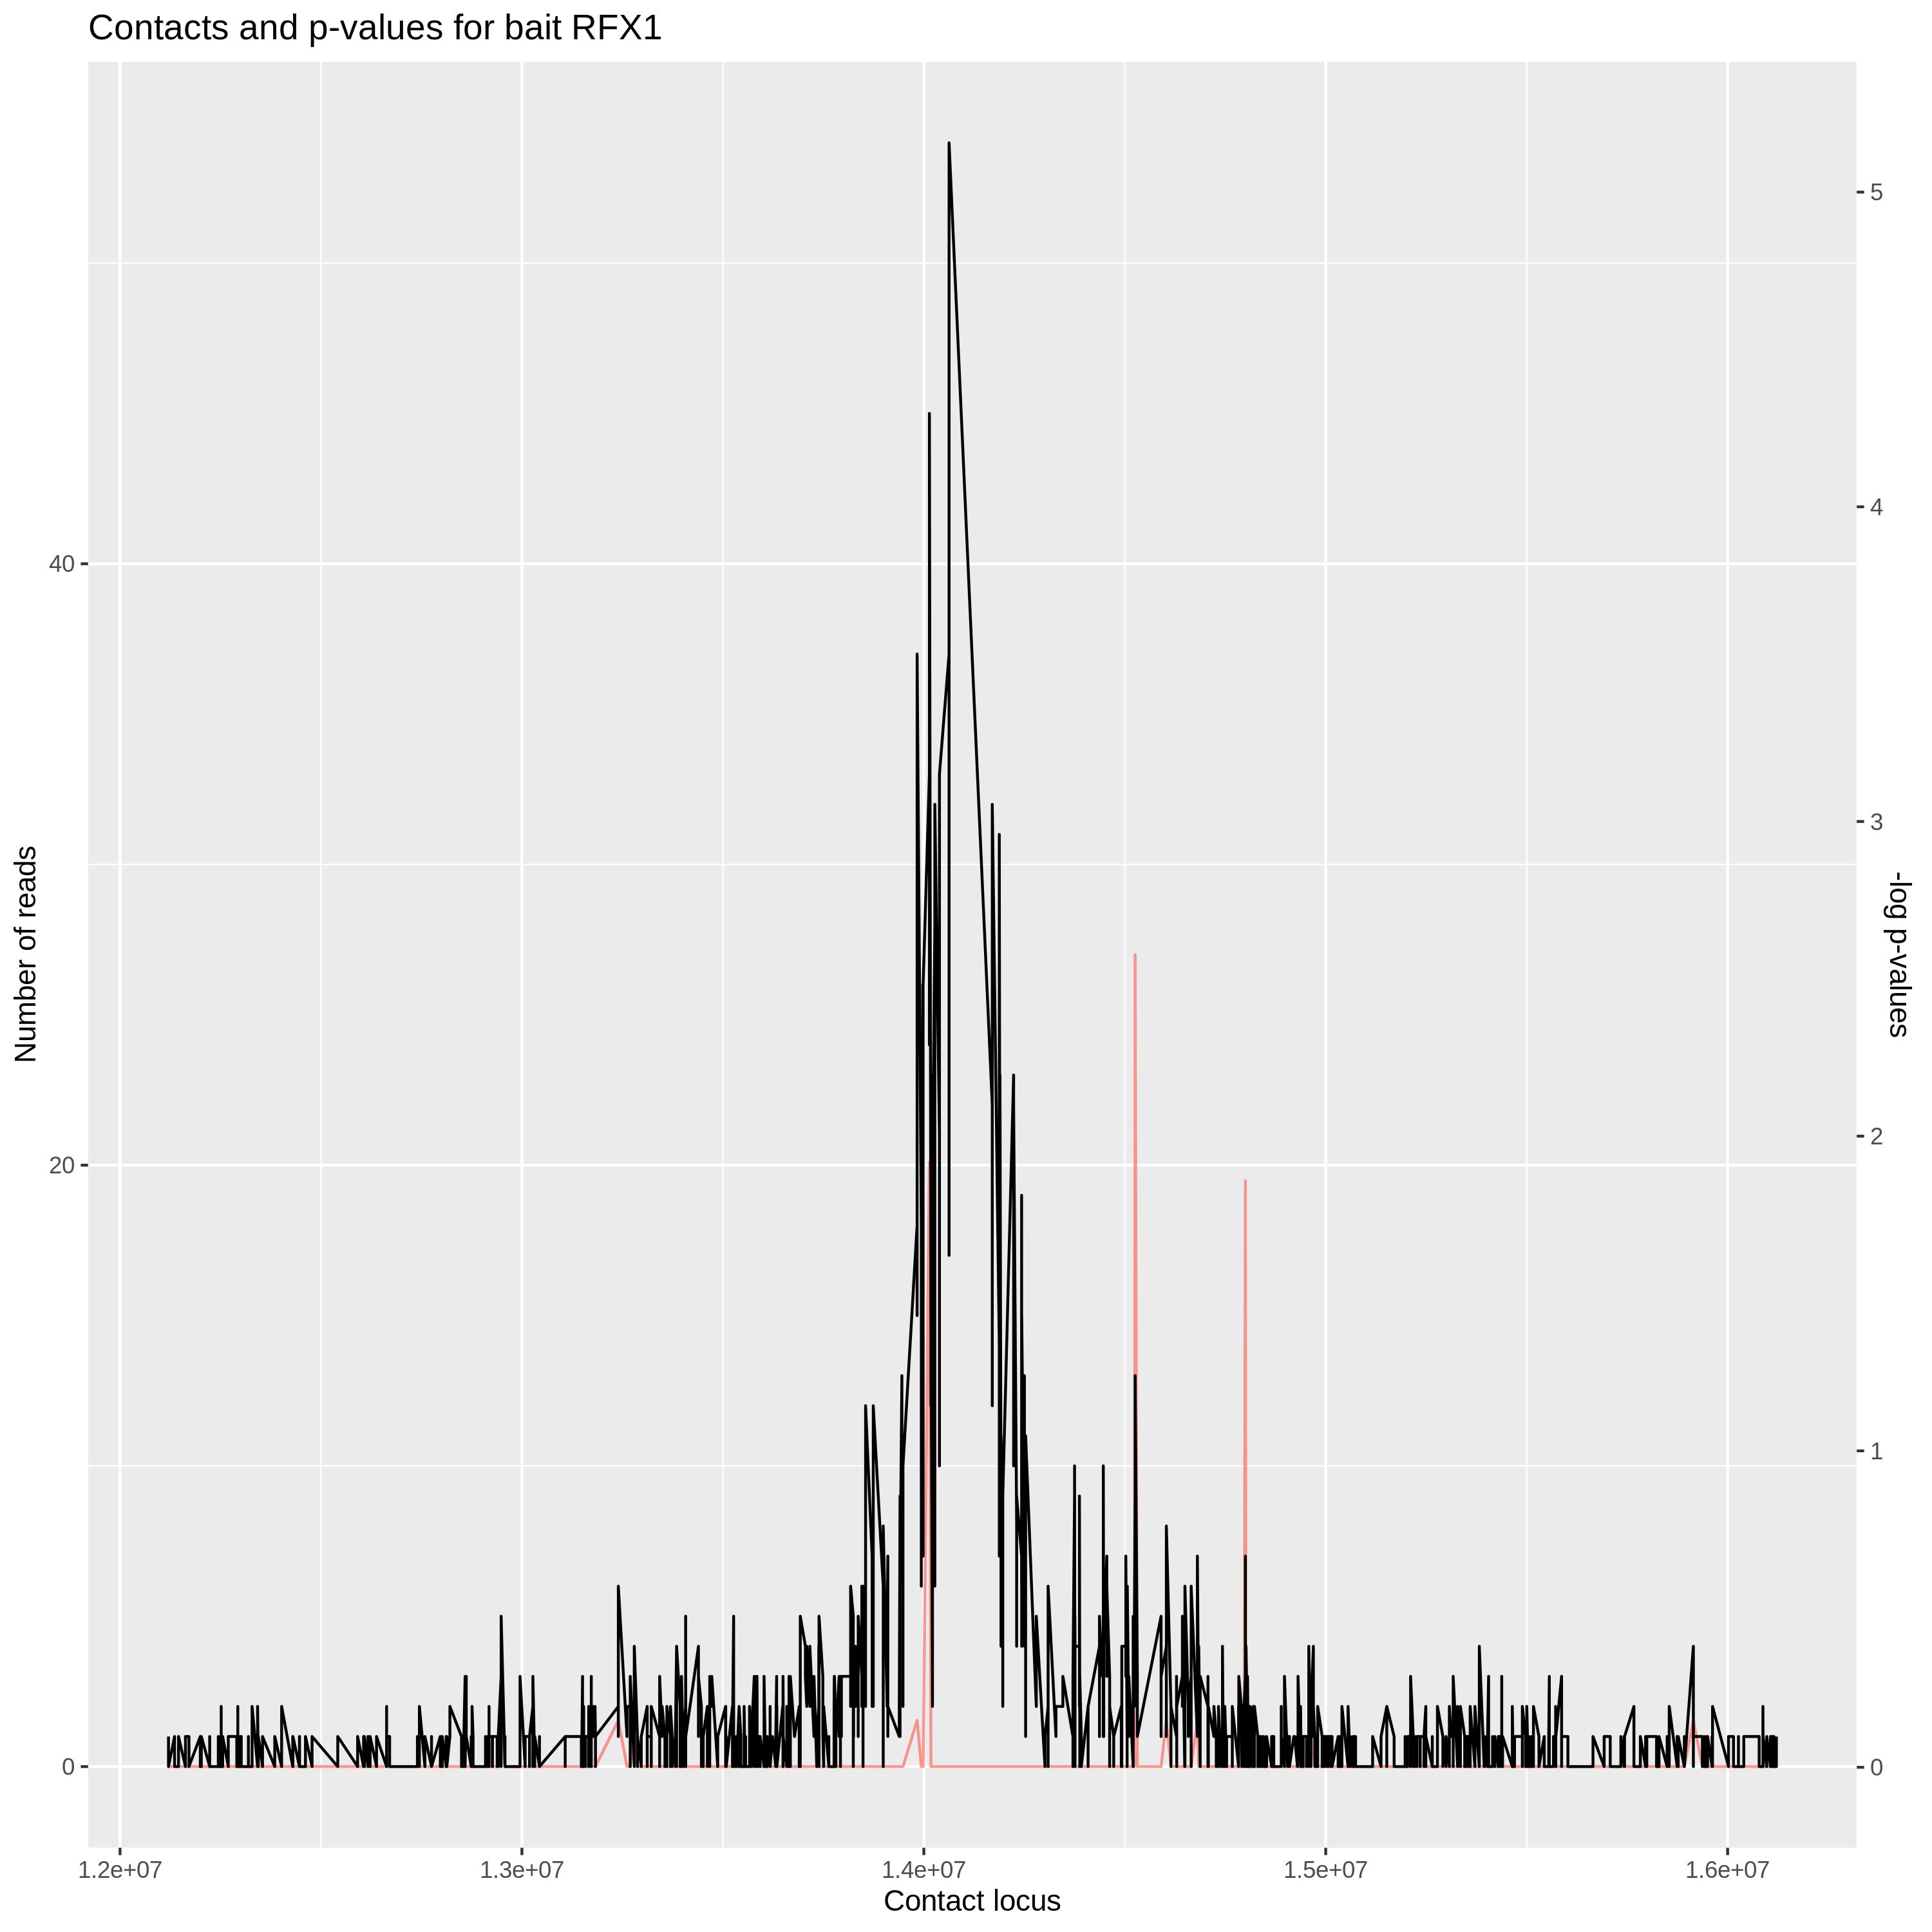 Contacts and p-values for bait RFX1
Number of reads
40
20
0
5
4
3
2
1
0
-log p-values
1.2e+07
1.3e+07
1.4e+07
1.5e+07
1.6e+07
Contact locus